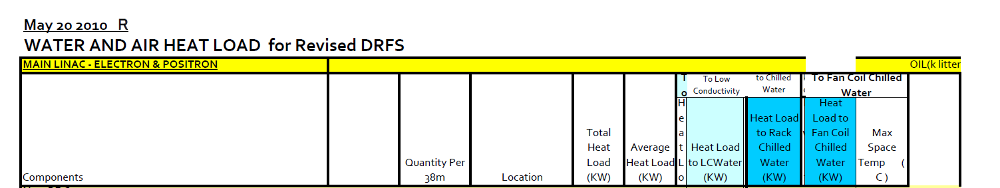 May 20 2010 R
WATER AND AIR HEAT LOAD for Revised DRFS
MAIN LINAC - ELECTRON & POSITRON
OIL(k litter
T
o
To Low
Conductivity
to Chilled
Water
To Fan Coil Chilled
Water
Components
Quantity Per
38m
Location
Total
Heat
Load
(KW)
Average
Heat Load
(KW)
H
e
a
t
L
o
Heat Load
to LCWater
(KW)
Heat Load
to Rack
Chilled
Water
(KW)
Heat
Load to
Fan Coil
Chilled
Water
(KW)
Max
Space
Temp (
C )